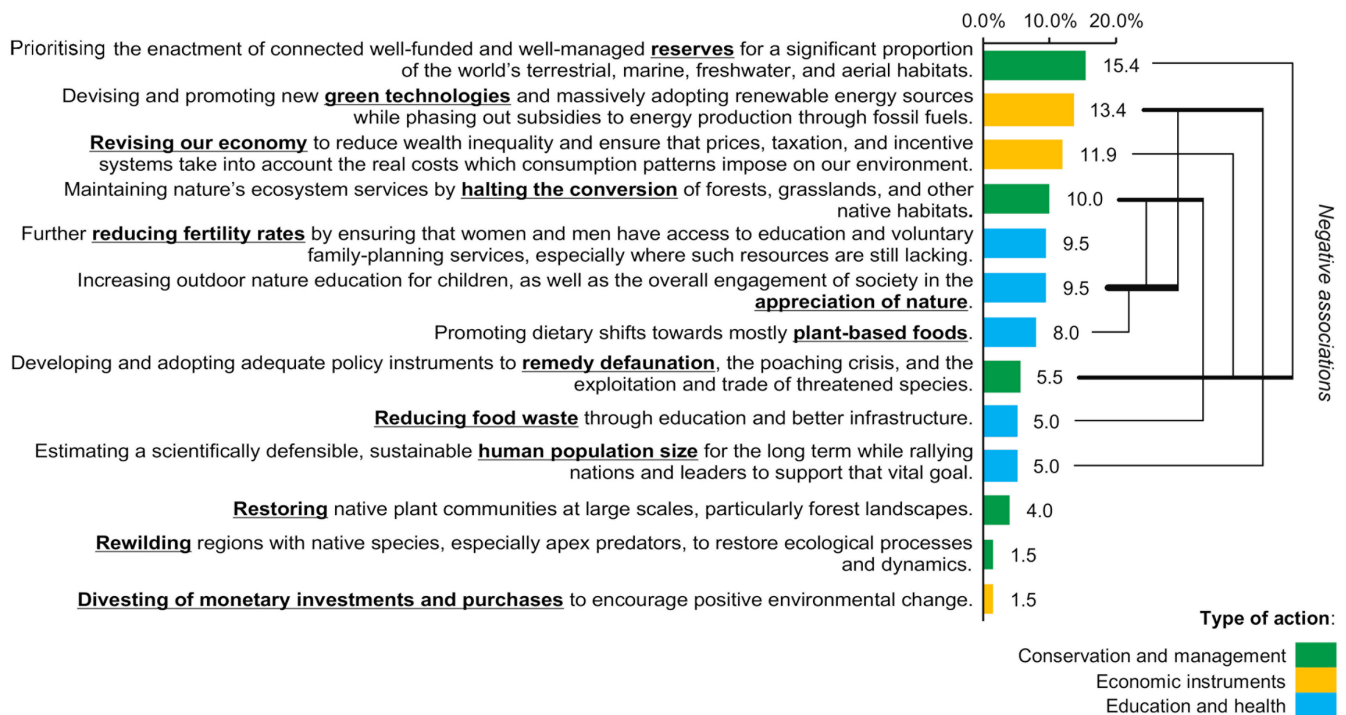 0.0% 10.0% 20.0%
Prioritising the enactment of connected well-funded and well-managed reserves for a significant proportion
of the world's terrestrial, marine, freshwater, and aerial habitats.
15.4
Devising and promoting new green technologies and massively adopting renewable energy sources
while phasing out subsidies to energy production through fossil fuels.
13.4
Revising our economy to reduce wealth inequality and ensure that prices, taxation, and incentive
systems take into account the real costs which consumption patterns impose on our environment.
11.9
Maintaining nature's ecosystem services by halting the conversion of forests, grasslands, and other
native habitats.
10.0
Further reducing fertility rates by ensuring that women and men have access to education and voluntary
family-planning services, especially where such resources are still lacking.
9.5
Increasing outdoor nature education for children, as well as the overall engagement of society in the
appreciation of nature.
9.5
Promoting dietary shifts towards mostly plant-based foods.
8.0
Developing and adopting adequate policy instruments to remedy defaunation, the poaching crisis, and the
exploitation and trade of threatened species.
5.5
Reducing food waste through education and better infrastructure.
5.0
Estimating a scientifically defensible, sustainable human population size for the long term while rallying
nations and leaders to support that vital goal.
5.0
Restoring native plant communities at large scales, particularly forest landscapes.
4.0
Rewilding regions with native species, especially apex predators, to restore ecological processes
and dynamics.
1.5
Divesting of monetary investments and purchases to encourage positive environmental change.
1.5
Negative associations
Type of action:
Conservation and management
Economic instruments
Education and health